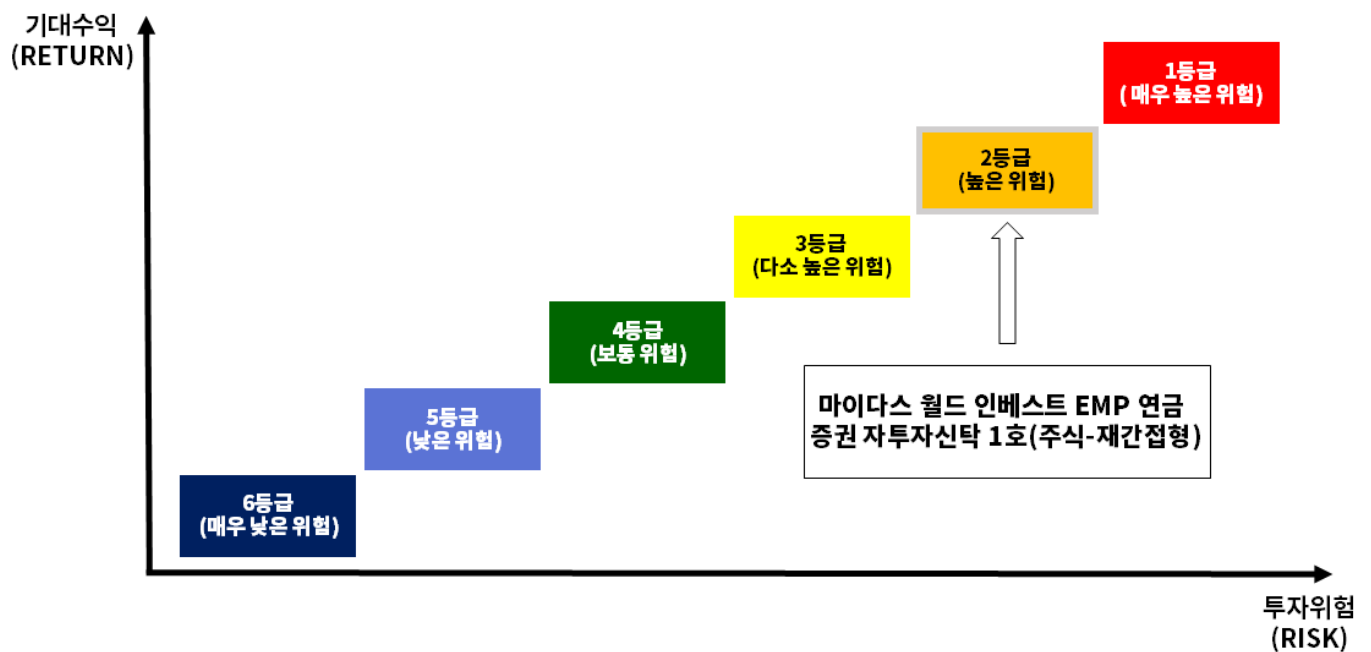 기대수익
(RETURN)
1등급
( 매우 높은 위험)
2등급
(높은 위험)
3등급
(다소 높은 위험)
4등급
(보통 위험)
마이다스 월드 인베스트 EMP 연금
증권 자투자신탁 1호(주식-재간접형)
5등급
(낮은 위험)
6등급
(매우 낮은 위험)
투자위험
(RISK)